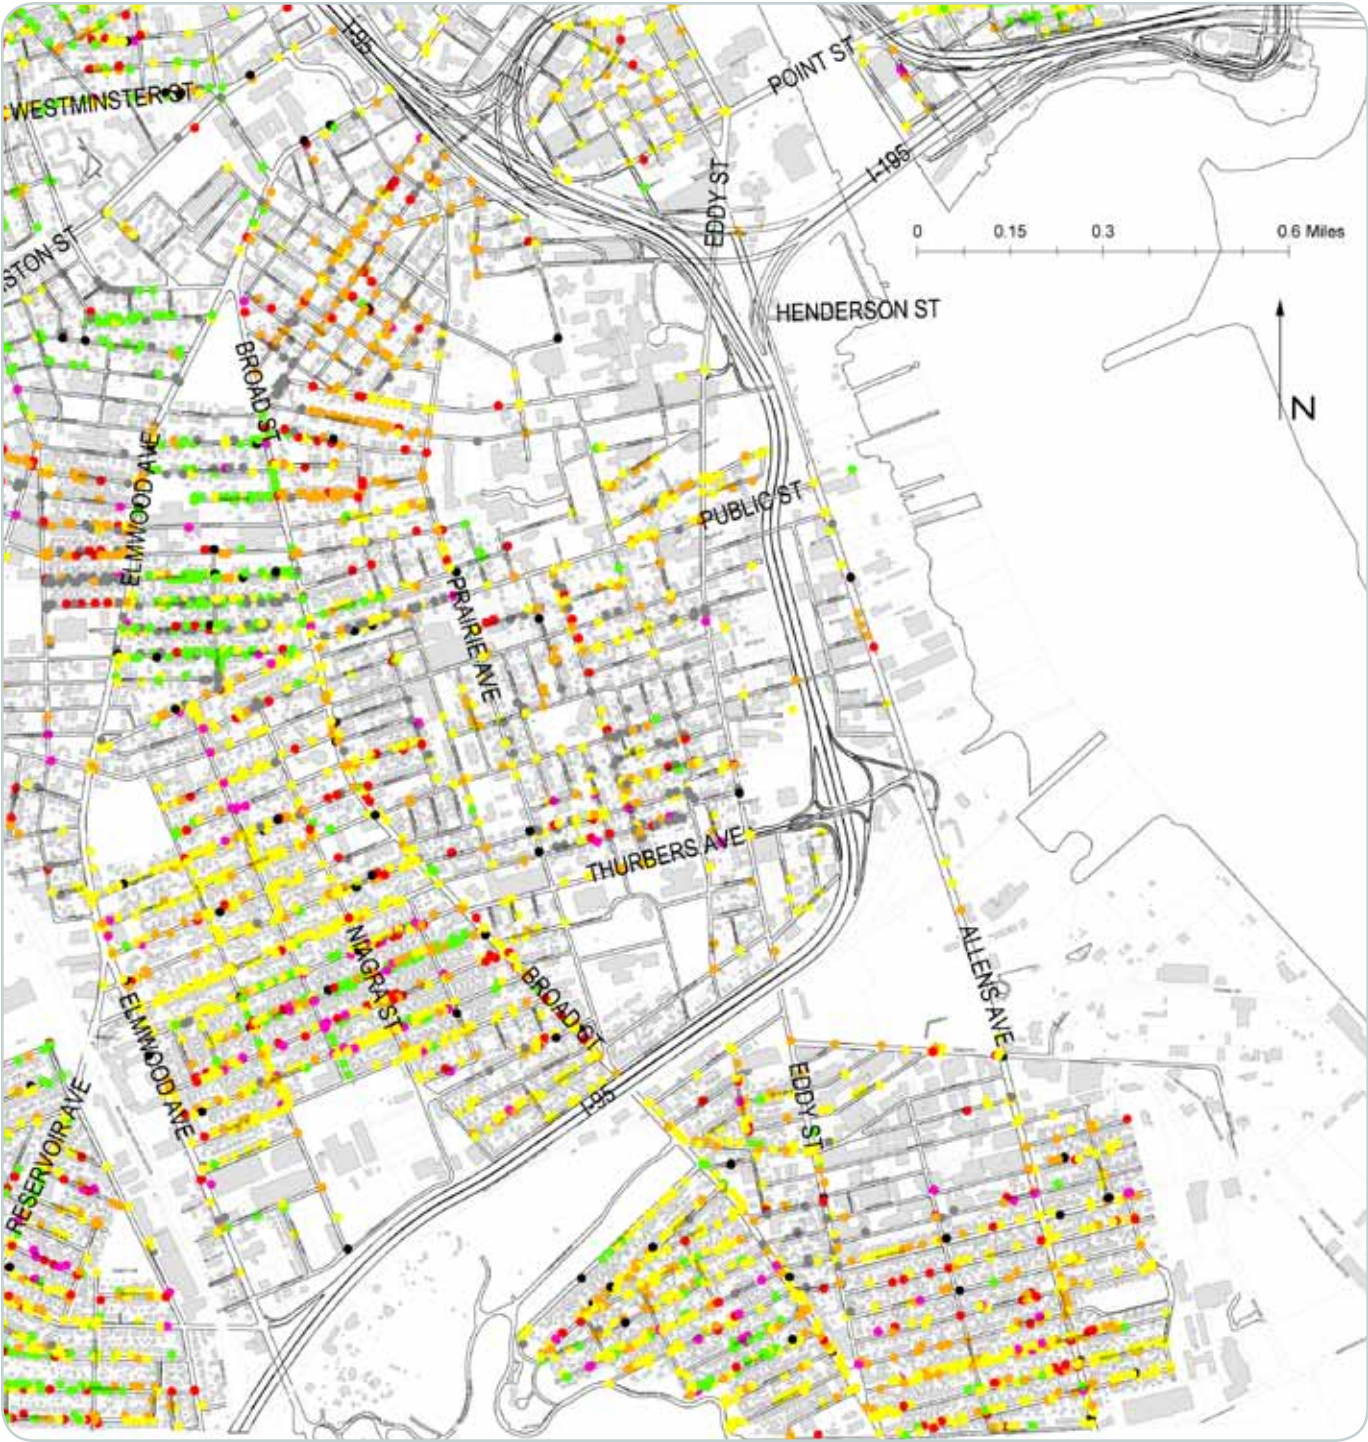 I-95
WESTMINSTER ST
POINT ST
I-195
EDDY ST
STON ST
0 0.15 0.3 0.6 Miles
HENDERSON ST
N
BROAD ST
ELMWOOD AVE
PUBLIC ST
PRAIRIE AVE
THURBERS AVE
NIAGRA ST
BROAD ST
ALLENS AVE
ELMWOOD AVE
I-95
EDDY ST
RESERVOIR AVE